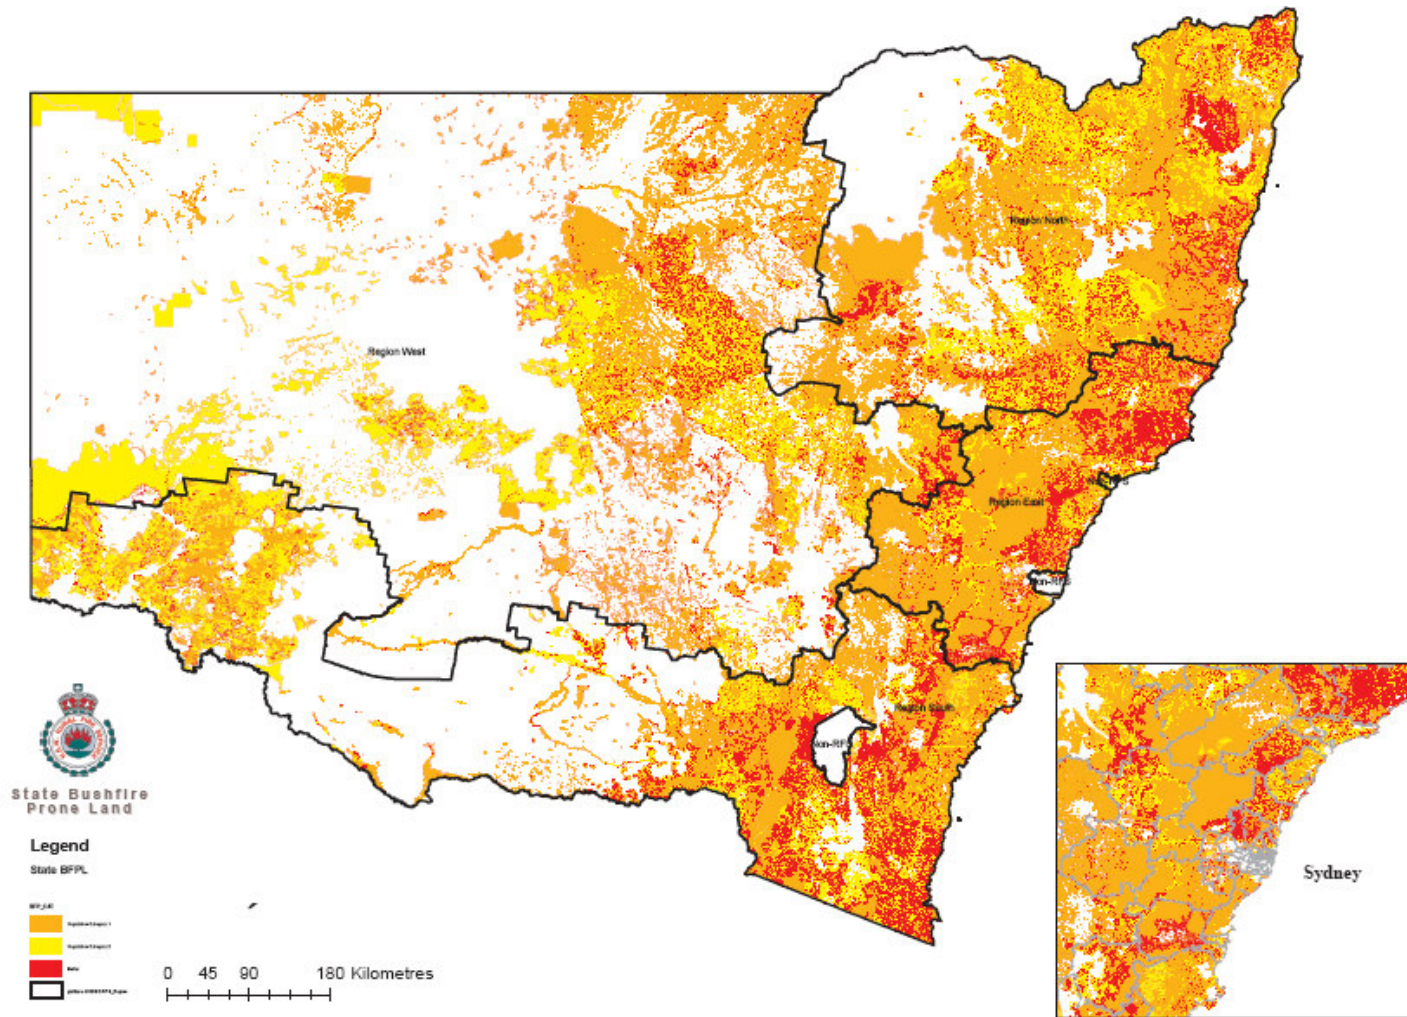 Region North
Region West
Region East
Non-RFS
Region South
Non-RFS
State Bushfire
Prone Land
Legend
State BFPL
0 45 90 180 Kilometres
Sydney